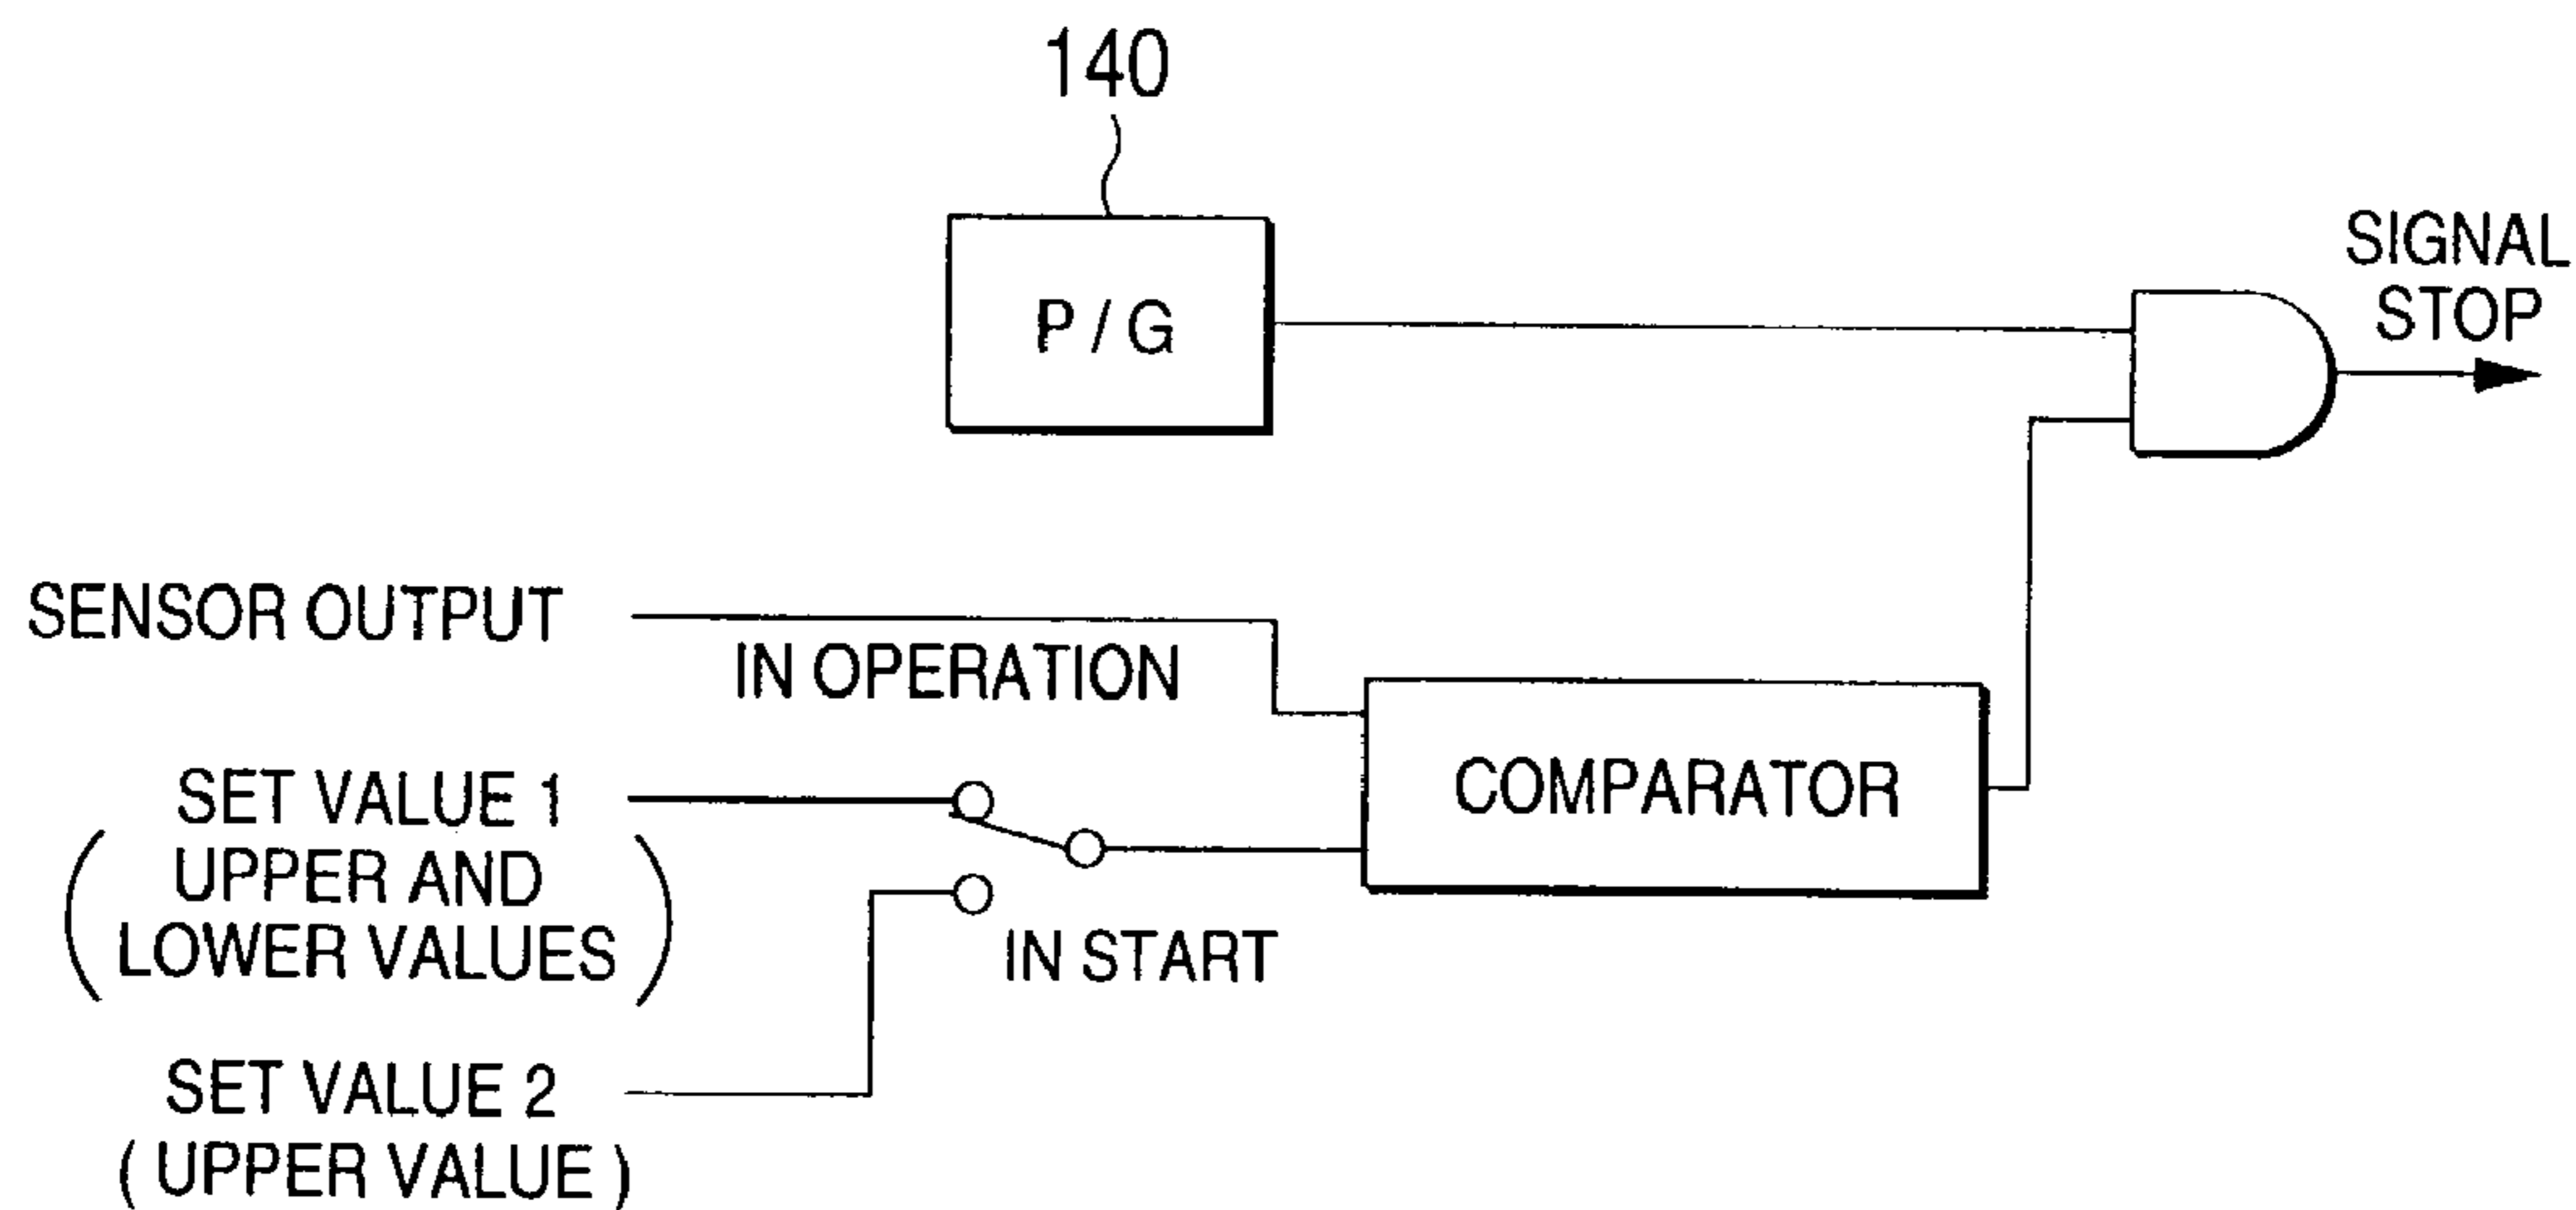 140
P / G
SIGNAL
STOP
SENSOR OUTPUT
IN OPERATION
SET VALUE 1
( UPPER AND
LOWER VALUES )
COMPARATOR
IN START
SET VALUE 2
( UPPER VALUE )